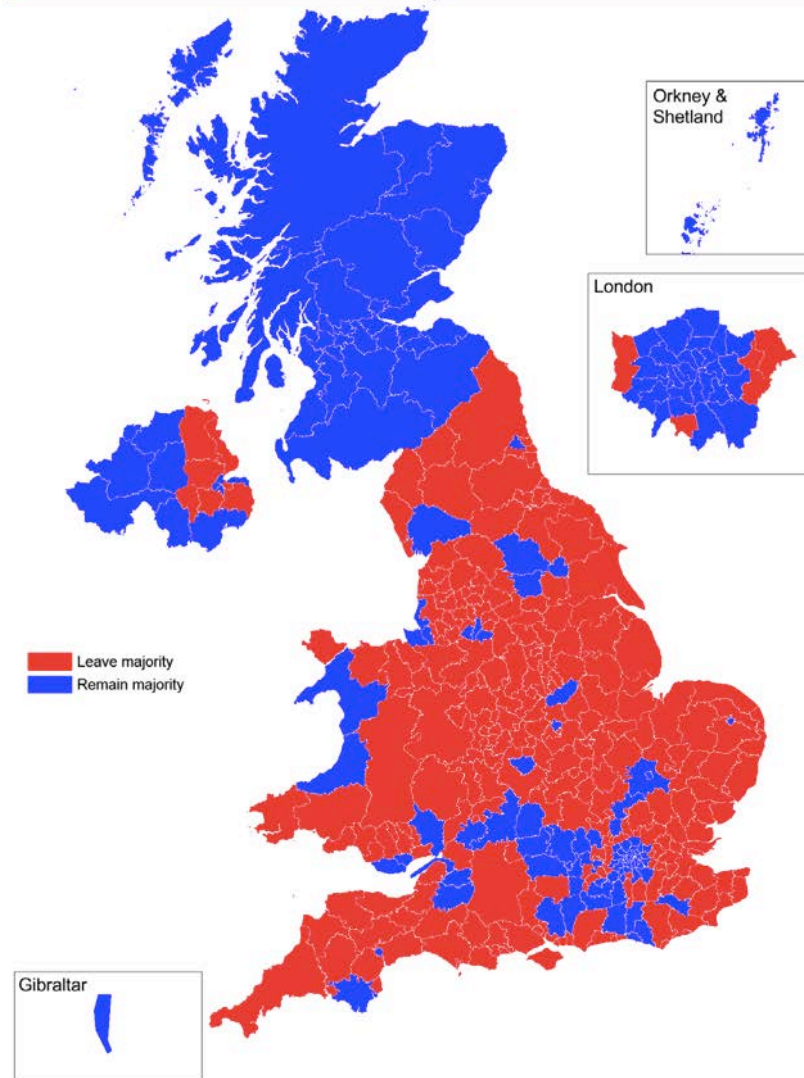 Orkney &
Shetland
London
Leave majority
Remain majority
Gibraltar